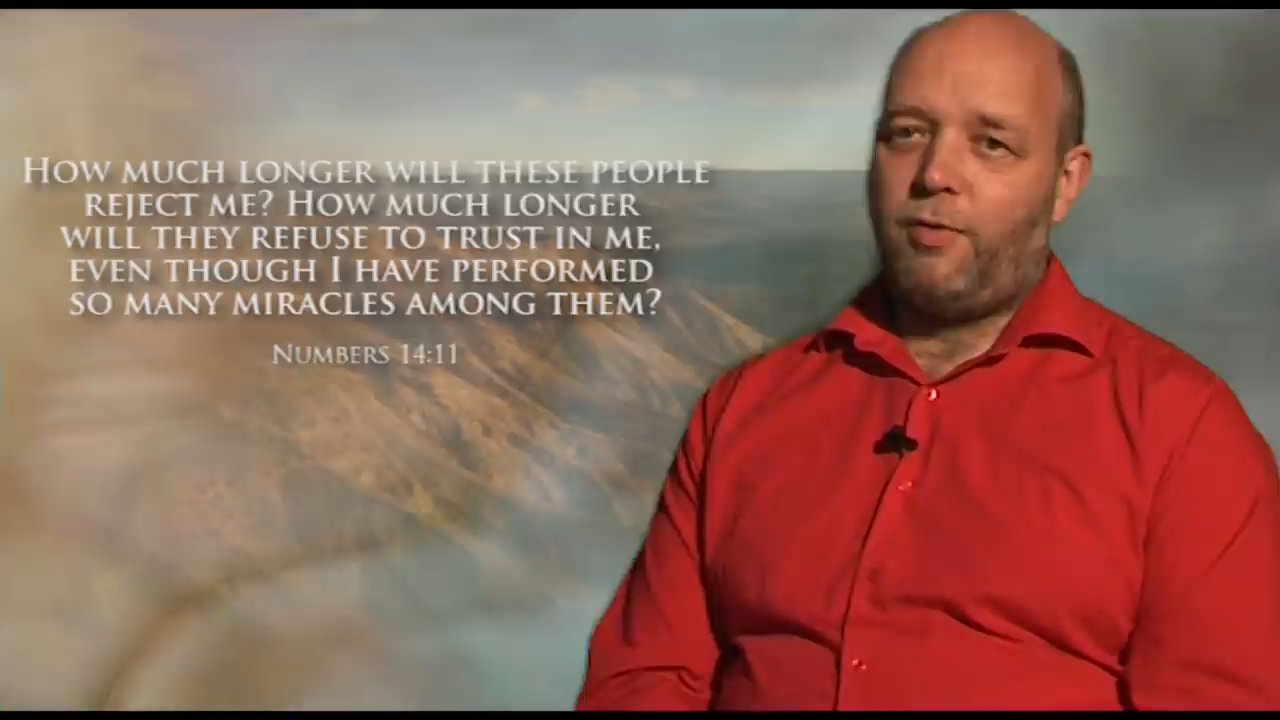 How much longer will these people
reject me? How much longer
will they refuse to trust in me,
even though I have performed
so many miracles among them?
Numbers 14:11